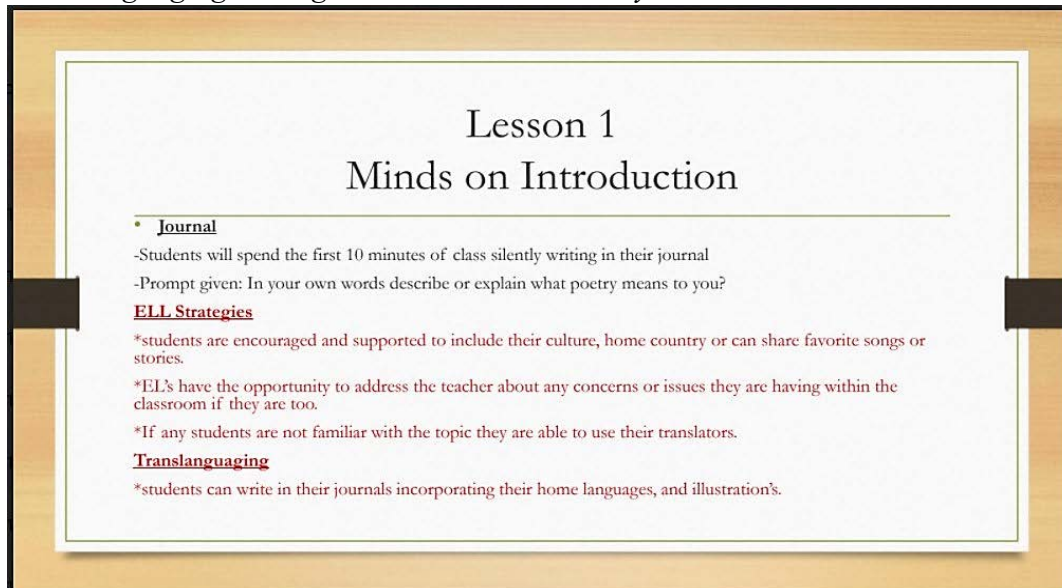 Lesson 1
Minds on Introduction
• Journal
-Students will spend the first 10 minutes of class silently writing in their journal
-Prompt given: In your own words describe or explain what poetry means to you?
ELL Strategies
*students are encouraged and supported to include their culture, home country or can share favorite songs or
stories.
*EL's have the opportunity to address the teacher about any concerns or issues they are having within the
classroom if they are too.
*If any students are not familiar with the topic they are able to use their translators.
Translanguaging
*students can write in their journals incorporating their home languages, and illustration's.